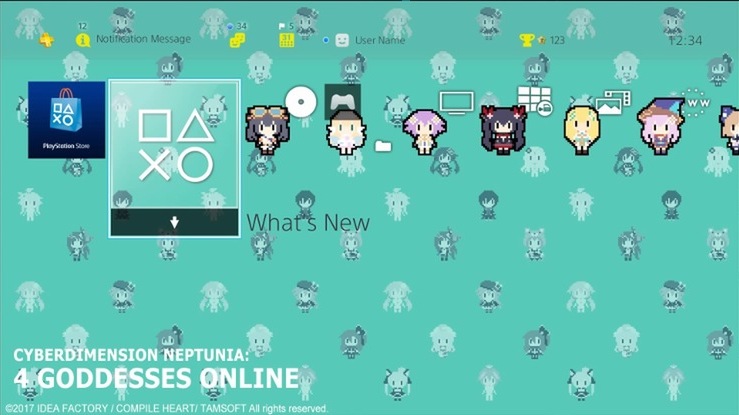 12
34
5
Notification Message
31
User Name
123
12:34
PlayStation Store
W W
What's New
CYBERDIMENSION NEPTUNIA:
4 GODDESSES ONLINE
©2017 IDEA FACTORY / COMPILE HEART/ TAMSOFT All rights reserved.